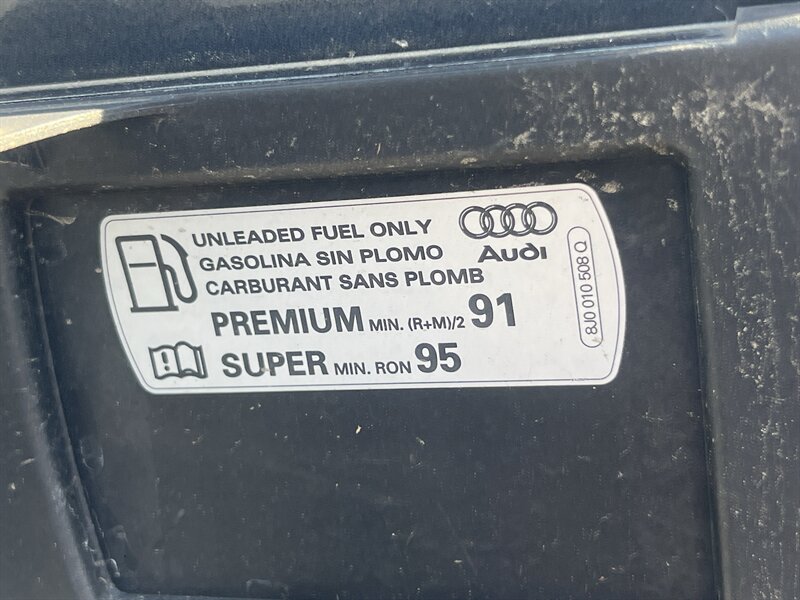 UNLEADED FUEL ONLY
GASOLINA SIN PLOMO
CARBURANT SANS PLOMB
PREMIUM MIN. (R+M)/2 91
SUPER MIN. RON 95
Audi
8J0 010 508 Q